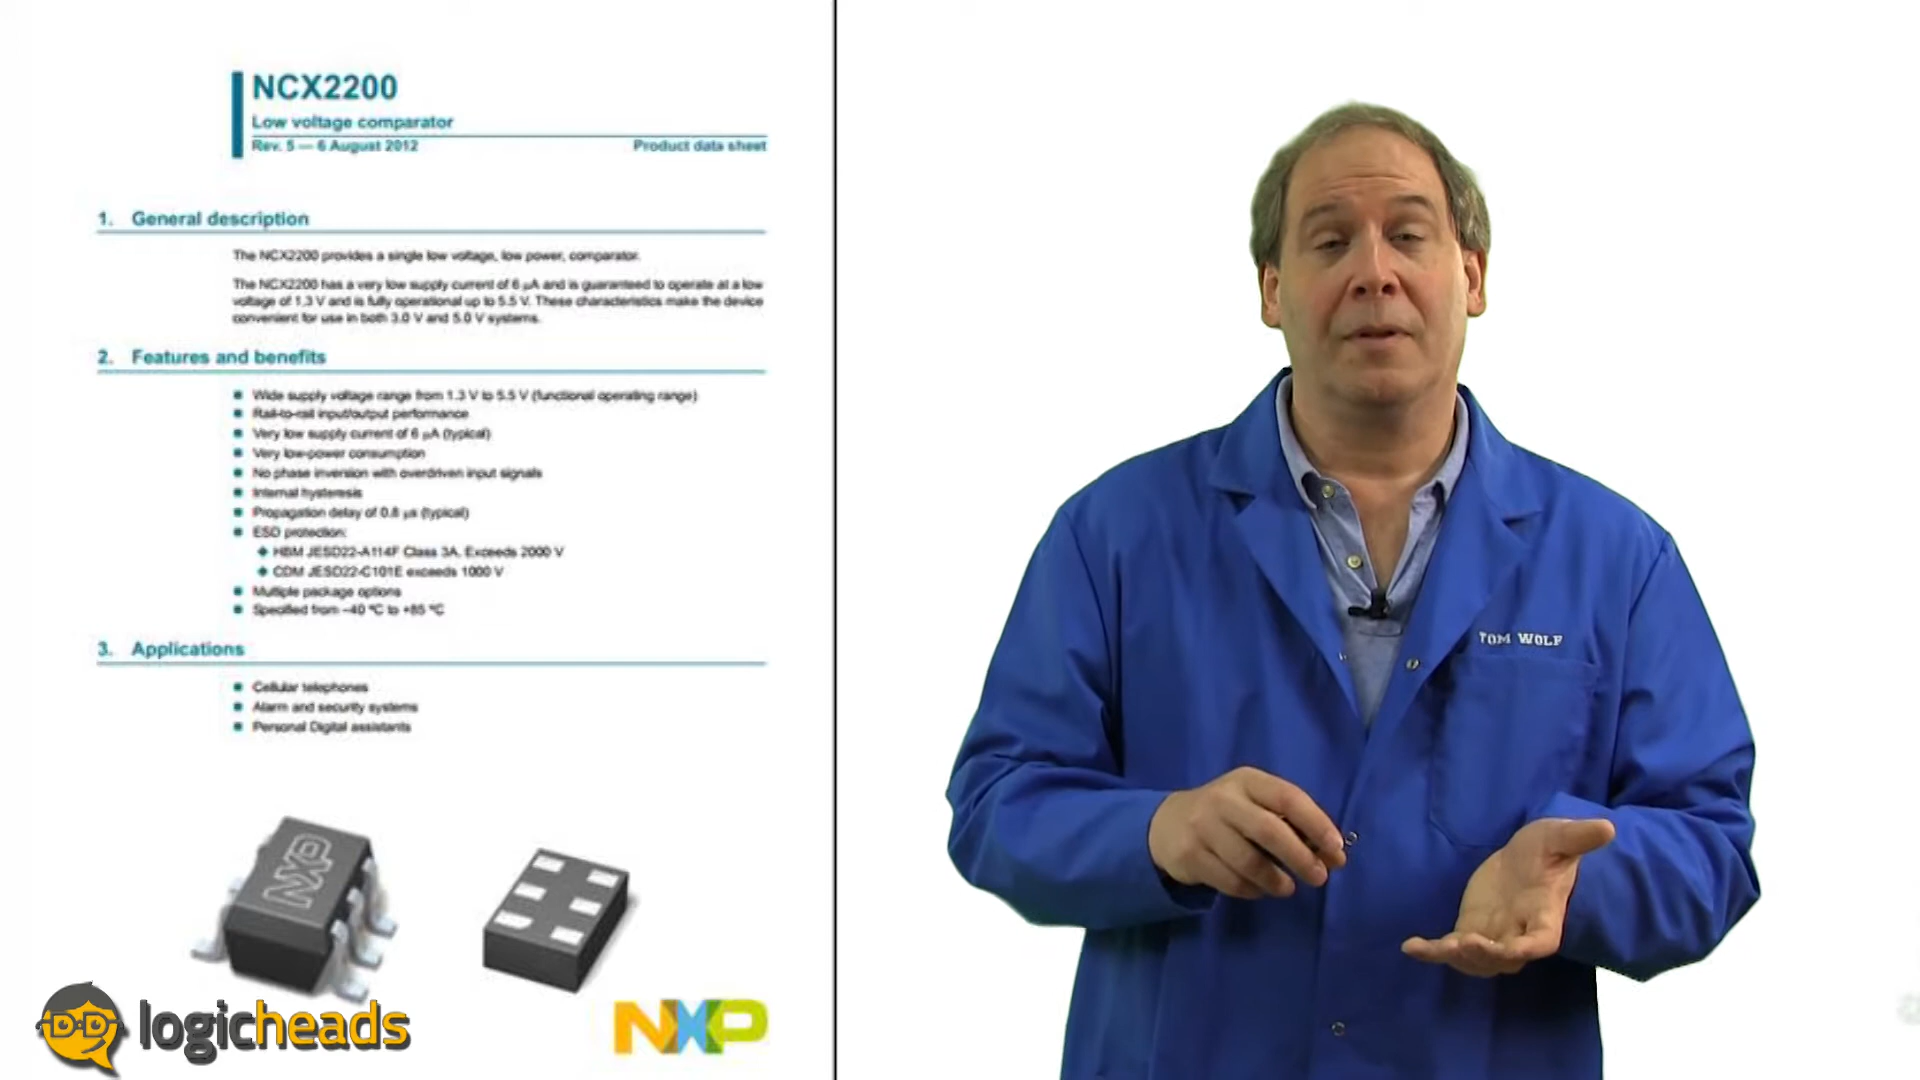 NCX2200
Low voltage comparator
Rev. 5 — 6 August 2012 Product data sheet
1. General description
The NCX2200 provides a single low voltage, low power, comparator.
The NCX2200 has a very low supply current of 6 μA and is guaranteed to operate at a low
voltage of 1.3 V and is fully operational up to 5.5 V. These characteristics make the device
convenient for use in both 3.0 V and 5.0 V systems.
2. Features and benefits
Wide supply voltage range from 1.3 V to 5.5 V (functional operating range)
Rail-to-rail input/output performance
Very low supply current of 6 μA (typical)
Very low-power consumption
No phase inversion with overdriven input signals
Internal hysteresis
Propagation delay of 0.8 μs (typical)
ESD protection:
HBM JESD22-A114F Class 3A. Exceeds 2000 V
CDM JESD22-C101E exceeds 1000 V
Multiple package options
Specified from −40 °C to +85 °C
3. Applications
Cellular telephones
Alarm and security systems
Personal Digital assistants
NXP
logicheads
NXP
TOM WOLF